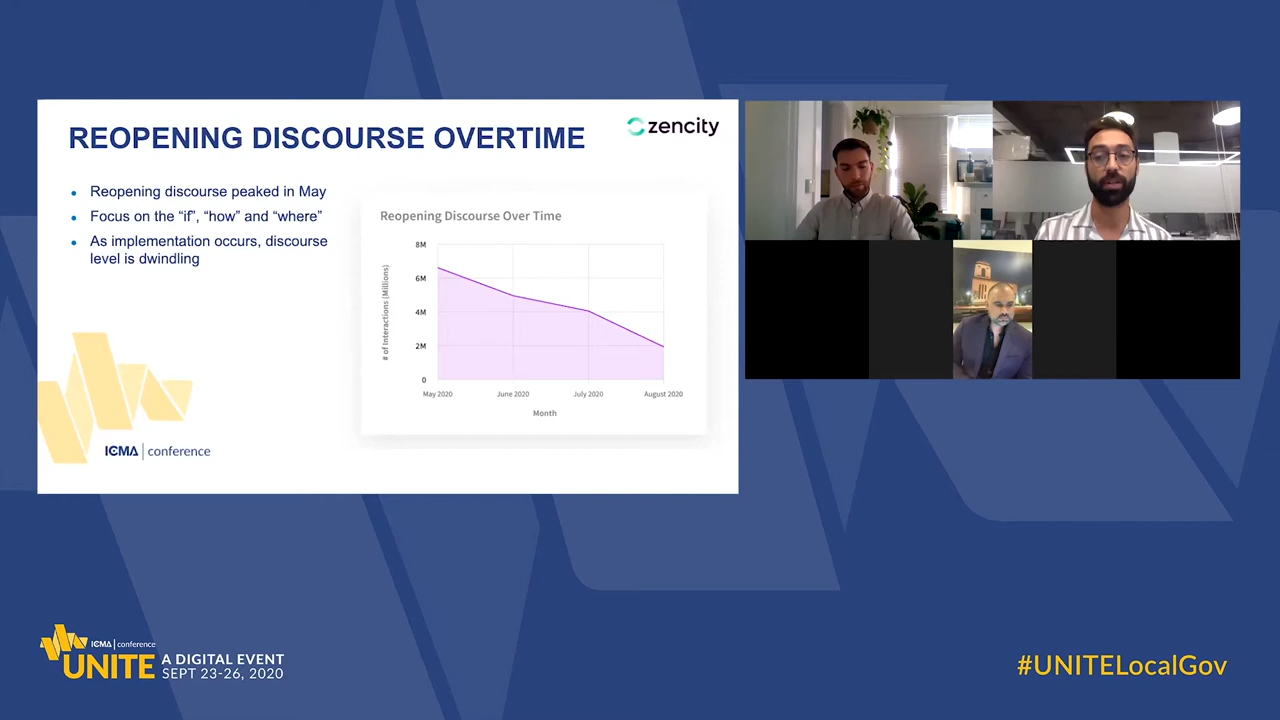 REOPENING DISCOURSE OVERTIME
zencity
Reopening discourse peaked in May
Focus on the “if”, “how” and “where”
As implementation occurs, discourse
level is dwindling
Reopening Discourse Over Time
# of Interactions (Millions)
8M
6M
4M
2M
0
May 2020
June 2020
July 2020
August 2020
Month
ICMA | conference
ICMA | conference
UNITE
A DIGITAL EVENT
SEPT 23-26, 2020
#UNITELocalGov